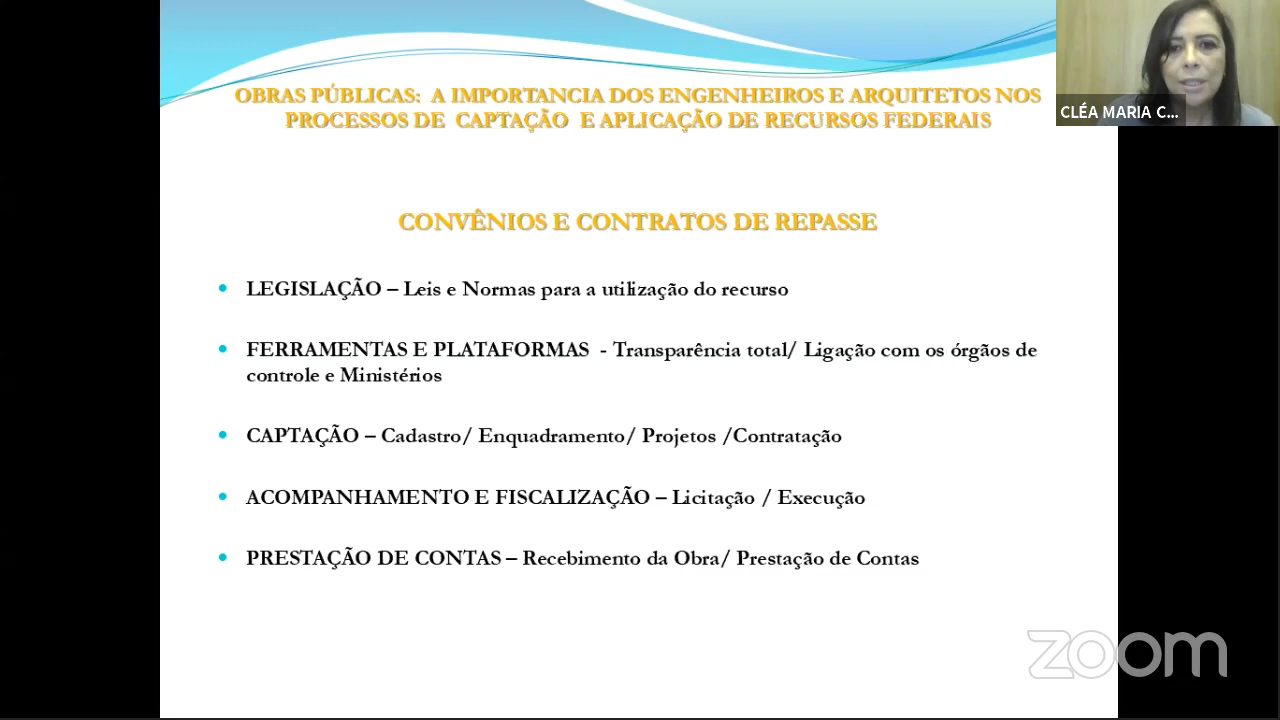 OBRAS PÚBLICAS: A IMPORTANCIA DOS ENGENHEIROS E ARQUITETOS NOS
PROCESSOS DE CAPTAÇÃO E APLICAÇÃO DE RECURSOS FEDERAIS
CLÉA MARIA C...
CONVÊNIOS E CONTRATOS DE REPASSE
• LEGISLAÇÃO – Leis e Normas para a utilização do recurso
• FERRAMENTAS E PLATAFORMAS - Transparência total/ Ligação com os órgãos de
controle e Ministérios
• CAPTAÇÃO – Cadastro/ Enquadramento/ Projetos /Contratação
• ACOMPANHAMENTO E FISCALIZAÇÃO – Licitação / Execução
• PRESTAÇÃO DE CONTAS – Recebimento da Obra/ Prestação de Contas
zoom